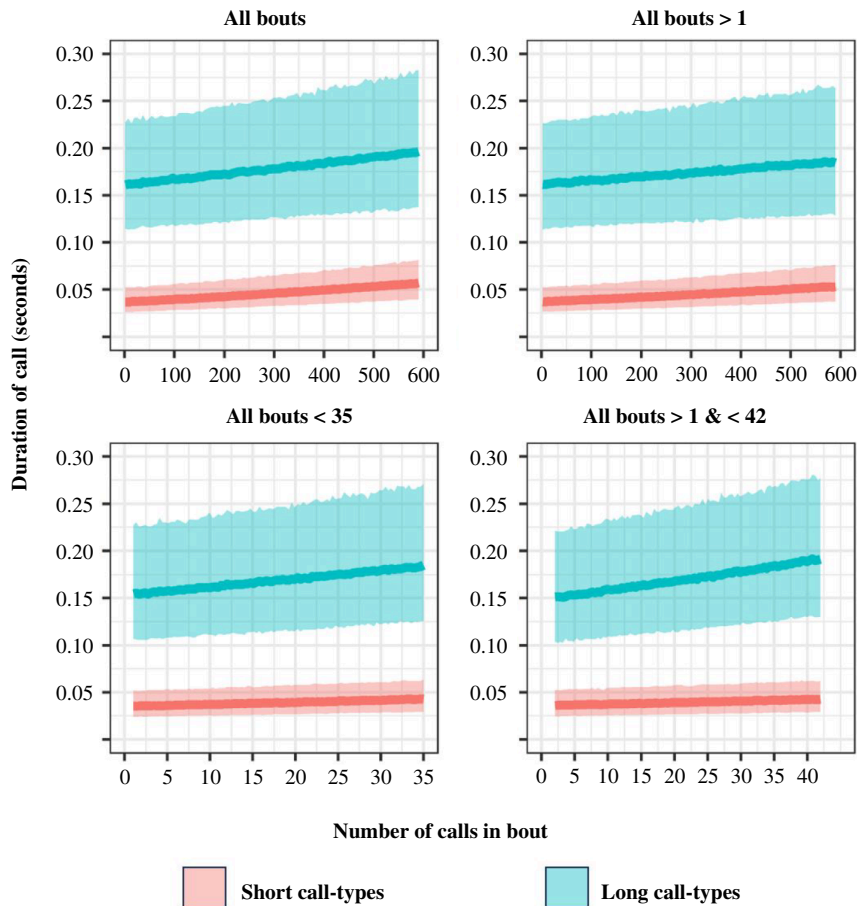 All bouts
All bouts > 1
0.30
0.25
0.20
0.15
0.10
0.05
0 100 200 300 400 500 600
0.30
0.25
0.20
0.15
0.10
0.05
0 100 200 300 400 500 600
Duration of call (seconds)
All bouts < 35
All bouts > 1 & < 42
0.30
0.25
0.20
0.15
0.10
0.05
0 5 10 15 20 25 30 35
0.30
0.25
0.20
0.15
0.10
0.05
0 5 10 15 20 25 30 35 40
Number of calls in bout
Short call-types
Long call-types